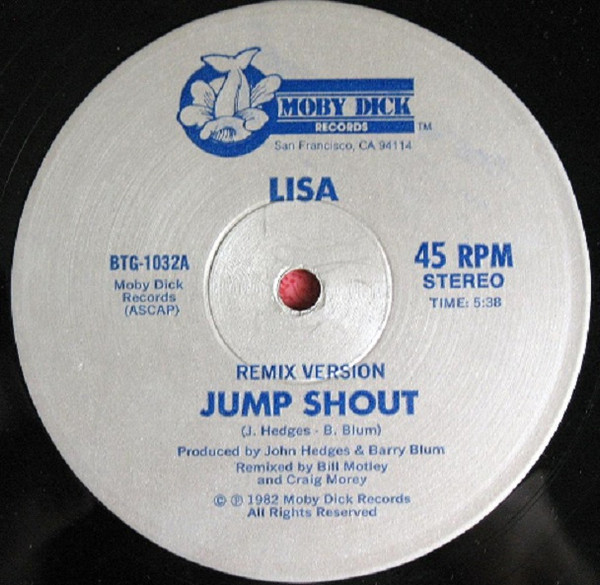 MOBY DICK
RECORDS
TM
San Francisco, CA 94114
LISA
BTG-1032A
Moby Dick
Records
(ASCAP)
45 RPM
STEREO
TIME: 5:38
REMIX VERSION
JUMP SHOUT
(J. Hedges - B. Blum)
Produced by John Hedges & Barry Blum
Remixed by Bill Motley
and Craig Morey
© ℗ 1982 Moby Dick Records
All Rights Reserved